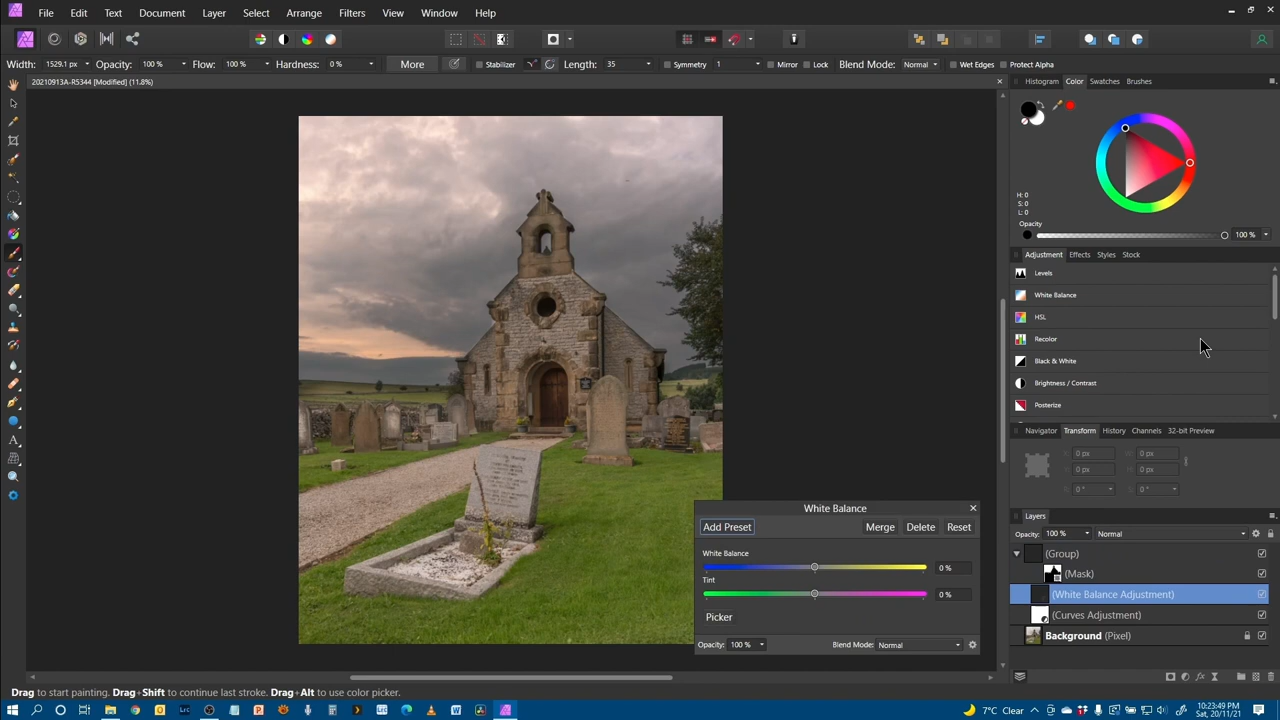 File Edit Text Document Layer Select Arrange Filters View Window Help
Width: 1529.1 px Opacity: 100 % Flow: 100 % Hardness: 0 % More Stabilizer Length: 35 Symmetry 1 Mirror Lock Blend Mode: Normal Wet Edges Protect Alpha
20210913A-R5344 [Modified] (11.8%)
Histogram Color Swatches Brushes
H: 0
S: 0
L: 0
Opacity
100 %
Adjustment Effects Styles Stock
Levels
White Balance
HSL
Recolor
Black & White
Brightness / Contrast
Posterize
Navigator Transform History Channels 32-bit Preview
0 px 0 px
0 px 0 px
0 ° 0 °
Layers
Opacity: 100 % Normal
(Group)
(Mask)
(White Balance Adjustment)
(Curves Adjustment)
Background (Pixel)
White Balance
Add Preset Merge Delete Reset
White Balance
0 %
Tint
0 %
Picker
Opacity: 100 % Blend Mode: Normal
Drag to start painting. Drag+Shift to continue last stroke. Drag+Alt to use color picker.
7°C Clear
10:23:49 PM
Sat, 20/11/21